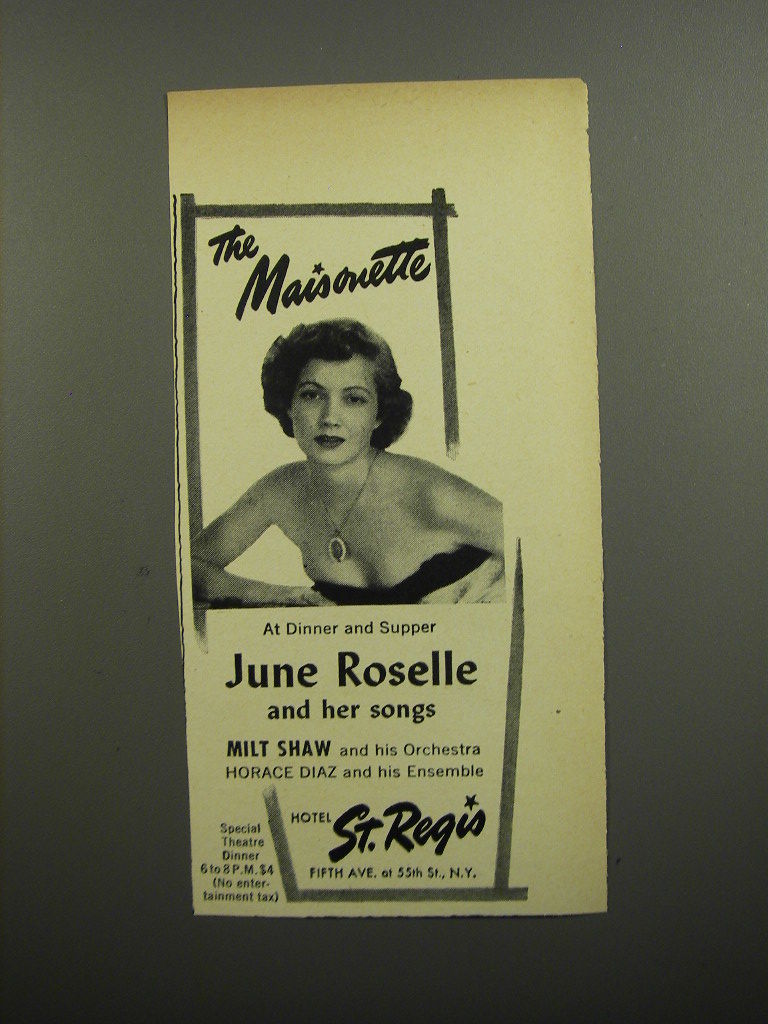 The
Maisonette
At Dinner and Supper
June Roselle
and her songs
MILT SHAW and his Orchestra
HORACE DIAZ and his Ensemble
HOTEL St. Regis
FIFTH AVE. at 55th St., N.Y.
Special
Theatre
Dinner
6 to 8 P.M. $4
(No enter-
tainment tax)